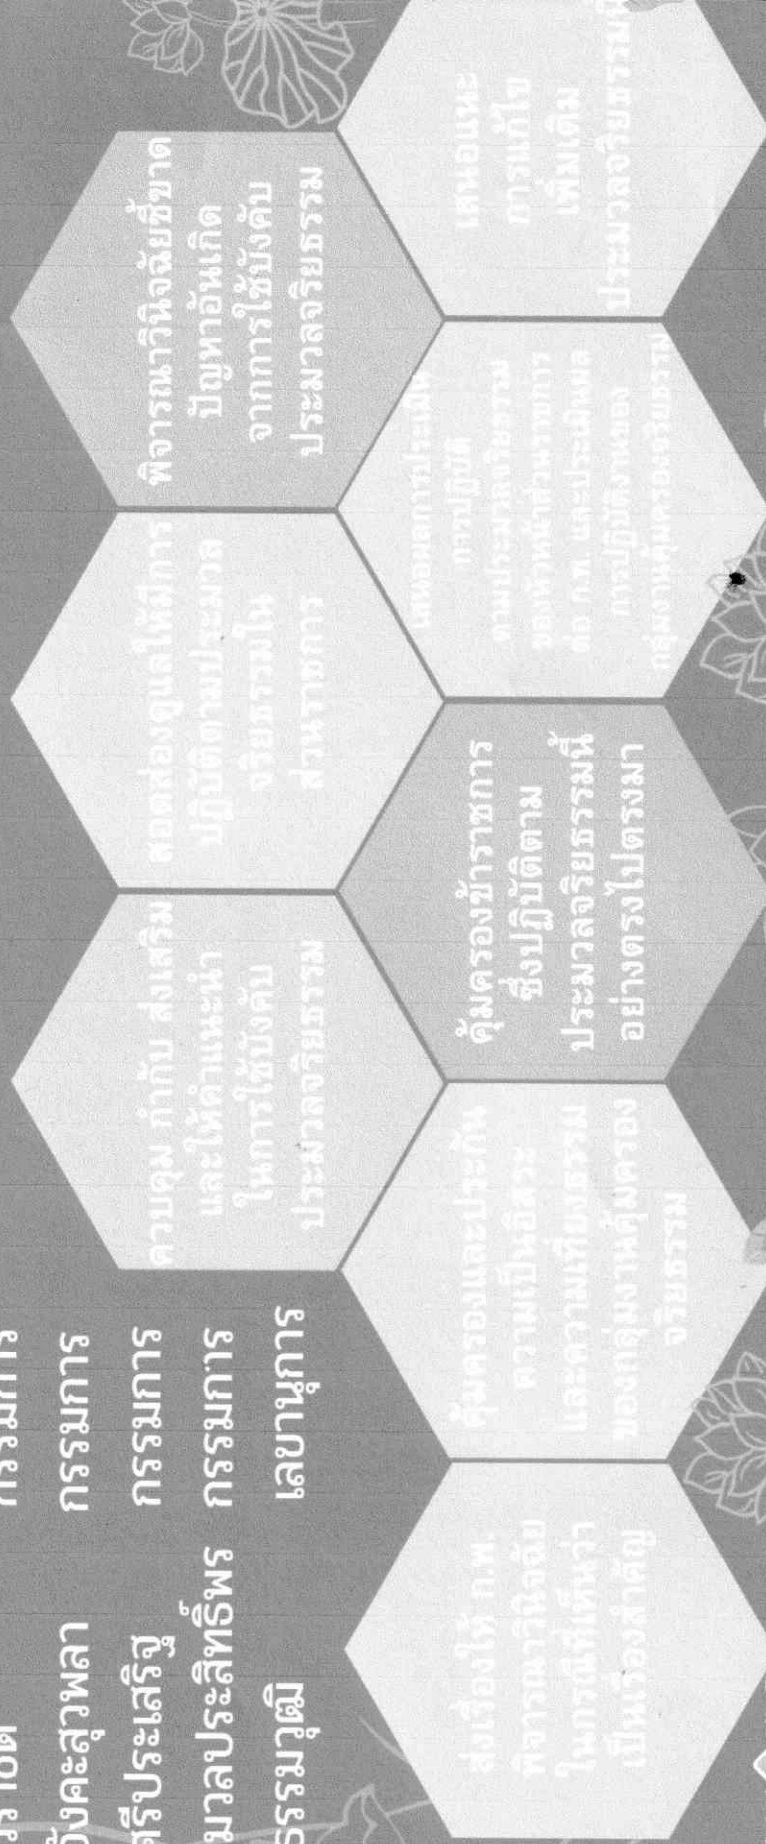 กรรมการ
อังคะสุวพลา กรรมการ
ศรีประเสริฐ กรรมการ
มวลประสิทธิ์พร กรรมการ
ธรรมวุฒิ เลขานุการ
ควบคุม กำกับ ส่งเสริม
และให้คำแนะนำ
ในการใช้บังคับ
ประมวลจริยธรรม
สอดส่องดูแลให้มีการ
ปฏิบัติตามประมวล
จริยธรรมใน
ส่วนราชการ
พิจารณาวินิจฉัยชี้ขาด
ปัญหาอันเกิด
จากการใช้บังคับ
ประมวลจริยธรรม
ส่งเรื่องให้ ก.พ.
พิจารณาวินิจฉัย
ในกรณีที่เห็นว่า
เป็นเรื่องสำคัญ
คุ้มครองและประกัน
ความเป็นอิสระ
และความเที่ยงธรรม
ของกลุ่มงานคุ้มครอง
จริยธรรม
คุ้มครองข้าราชการ
ซึ่งปฏิบัติตาม
ประมวลจริยธรรมนี้
อย่างตรงไปตรงมา
เสนอผลการประเมิน
การปฏิบัติ
ตามประมวลจริยธรรม
ของหัวหน้าส่วนราชการ
ต่อ ก.พ. และประเมินผล
การปฏิบัติงานของ
กลุ่มงานคุ้มครองจริยธรรม
เสนอแนะ
การแก้ไข
เพิ่มเติม
ประมวลจริยธรรมนี้